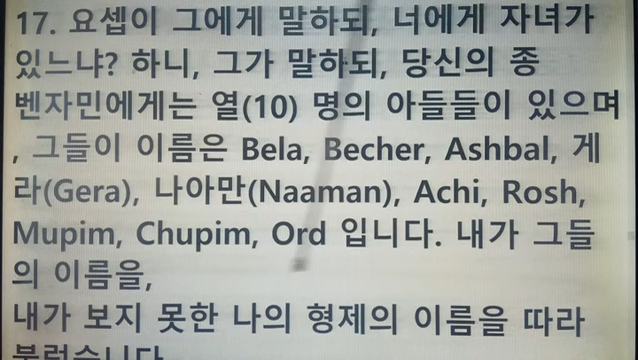 17. 요셉이 그에게 말하되, 너에게 자녀가
있느냐? 하니, 그가 말하되, 당신의 종
벤자민에게는 열(10) 명의 아들들이 있으며
, 그들이 이름은 Bela, Becher, Ashbal, 게
라(Gera), 나아만(Naaman), Achi, Rosh,
Mupim, Chupim, Ord 입니다. 내가 그들
의 이름을,
내가 보지 못한 나의 형제의 이름을 따라
불렀습니다